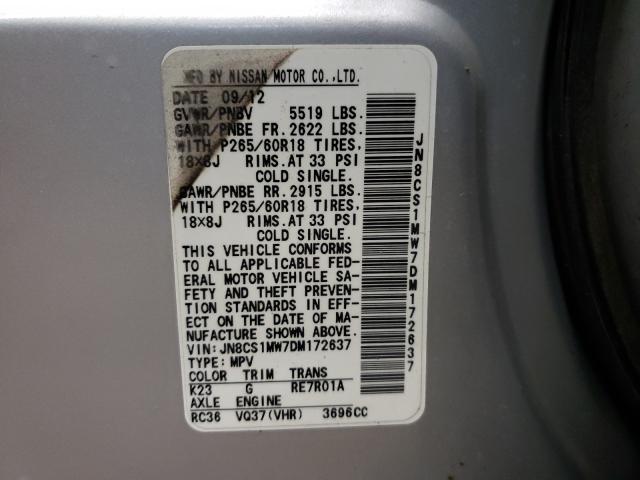 MFD BY NISSAN MOTOR CO.,LTD.
DATE 09/12
GVWR/PNBV 5519 LBS.
GAWR/PNBE FR. 2622 LBS.
WITH P265/60R18 TIRES,
18×8J RIMS. AT 33 PSI
COLD SINGLE.
GAWR/PNBE RR. 2915 LBS.
WITH P265/60R18 TIRES,
18×8J RIMS. AT 33 PSI
COLD SINGLE.
THIS VEHICLE CONFORMS
TO ALL APPLICABLE FED-
ERAL MOTOR VEHICLE SA-
FETY AND THEFT PREVEN-
TION STANDARDS IN EFF-
ECT ON THE DATE OF MA-
NUFACTURE SHOWN ABOVE.
VIN: JN8CS1MW7DM172637
TYPE: MPV
COLOR TRIM TRANS
K23 G RE7R01A
AXLE ENGINE
RC36 VQ37(VHR) 3696CC
JN8CS1MW7DM172637